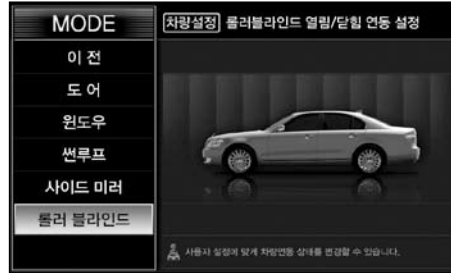 MODE
차량설정 롤러블라인드 열림/닫힘 연동 설정
이 전
도 어
윈도우
썬루프
사이드 미러
롤러 블라인드
사용자 설정에 맞게 차량연동 상태를 변경할 수 있습니다.